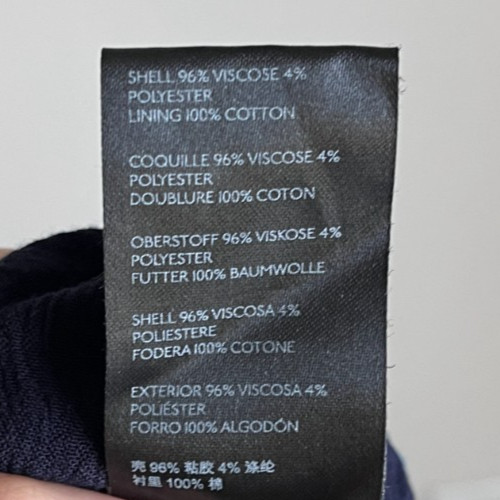 SHELL 96% VISCOSE 4%
POLYESTER
LINING 100% COTTON
COQUILLE 96% VISCOSE 4%
POLYESTER
DOUBLURE 100% COTON
OBERSTOFF 96% VISKOSE 4%
POLYESTER
FUTTER 100% BAUMWOLLE
SHELL 96% VISCOSA 4%
POLIESTERE
FODERA 100% COTONE
EXTERIOR 96% VISCOSA 4%
POLIÉSTER
FORRO 100% ALGODÓN
壳 96% 粘胶 4% 涤纶
衬里 100% 棉